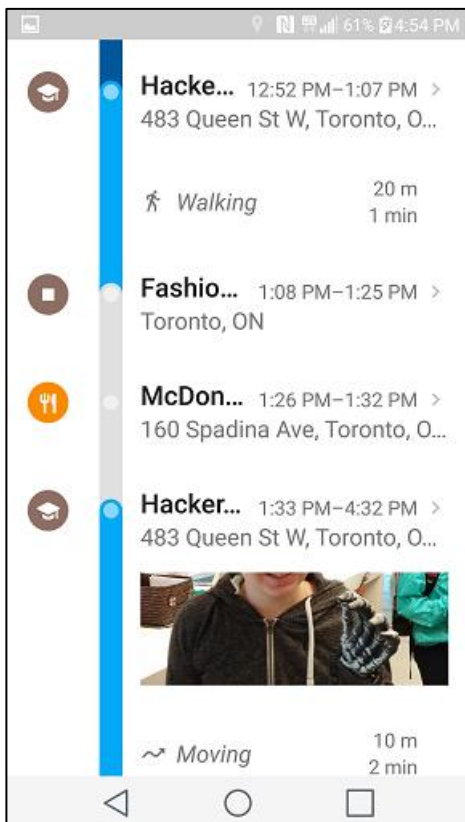 61% 4:54 PM
Hacke... 12:52 PM–1:07 PM
483 Queen St W, Toronto, O...
Walking 20 m
1 min
Fashio... 1:08 PM–1:25 PM
Toronto, ON
McDon... 1:26 PM–1:32 PM
160 Spadina Ave, Toronto, O...
Hacker... 1:33 PM–4:32 PM
483 Queen St W, Toronto, O...
Moving 10 m
2 min